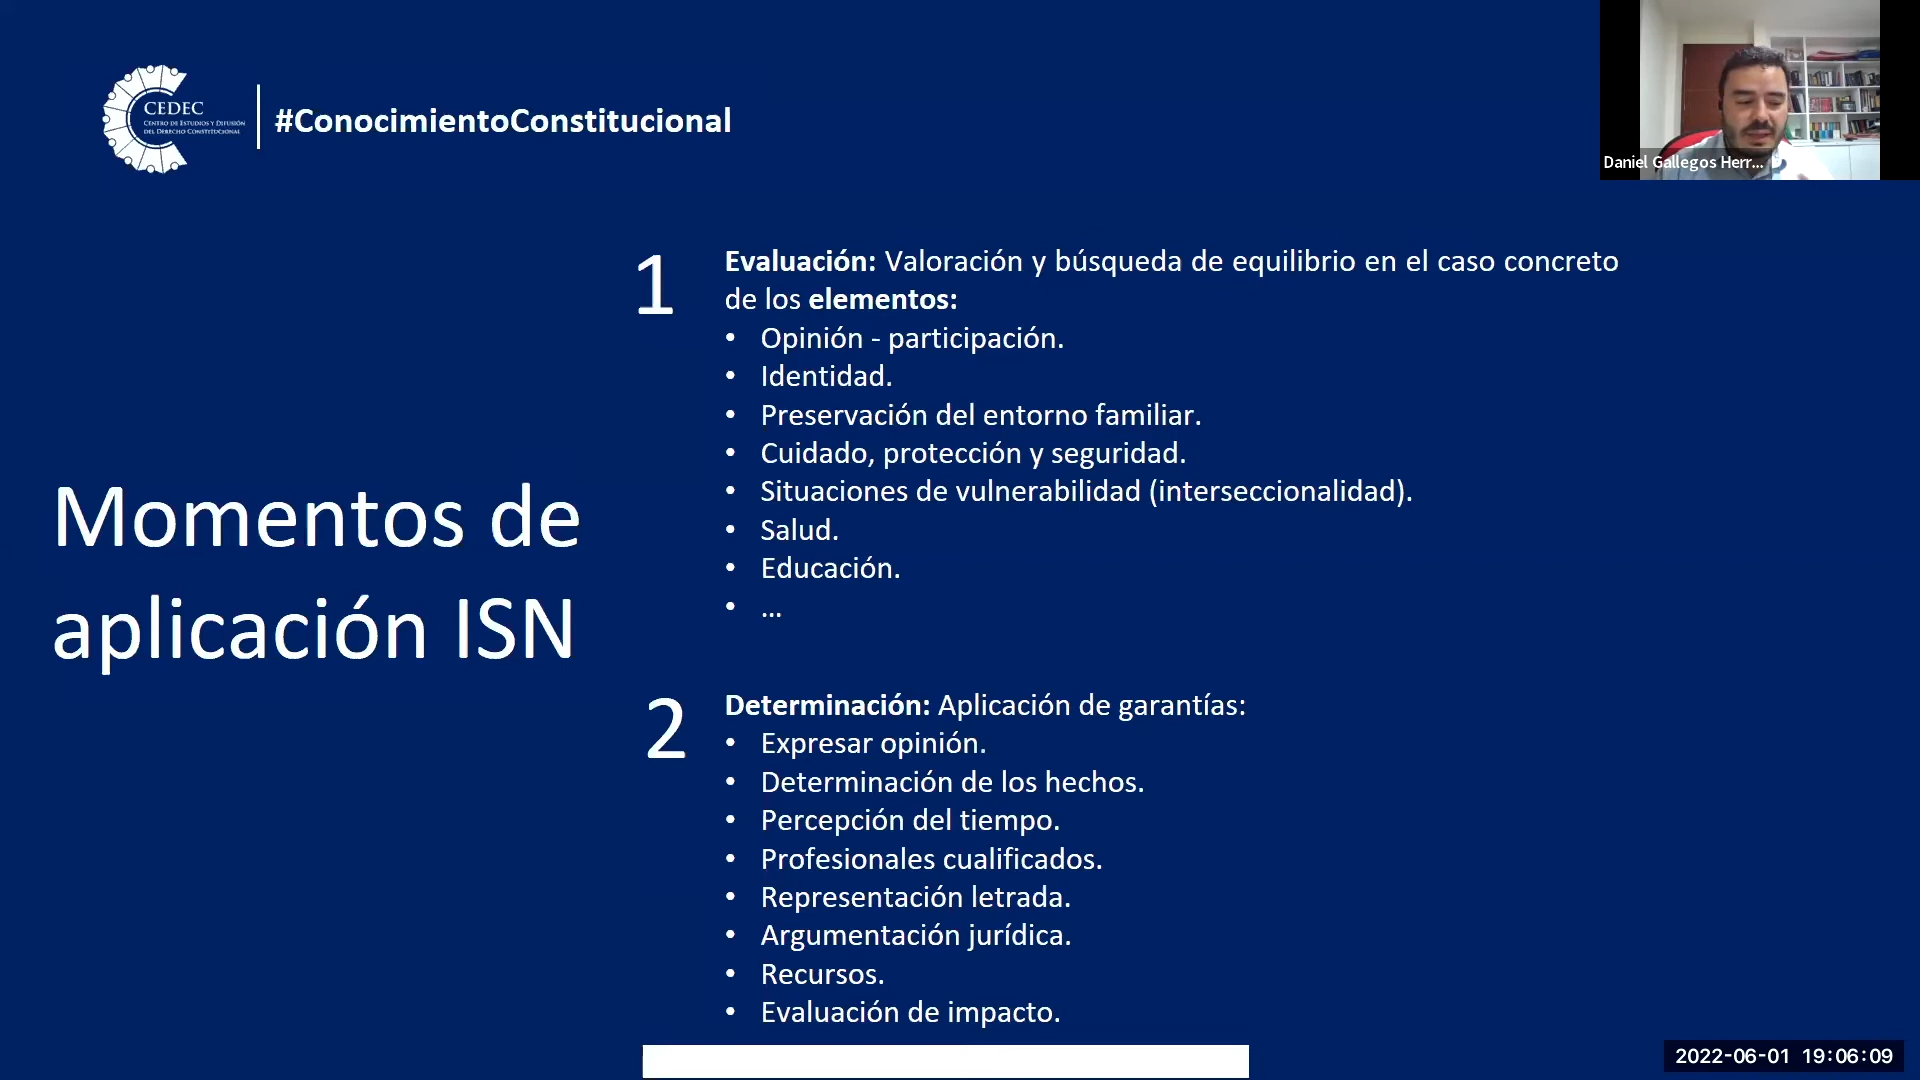 CEDEC
CENTRO DE ESTUDIOS Y DIFUSIÓN
DEL DERECHO CONSTITUCIONAL
#ConocimientoConstitucional
Daniel Gallegos Herr...
Momentos de
aplicación ISN
1
Evaluación: Valoración y búsqueda de equilibrio en el caso concreto
de los elementos:
• Opinión - participación.
• Identidad.
• Preservación del entorno familiar.
• Cuidado, protección y seguridad.
• Situaciones de vulnerabilidad (interseccionalidad).
• Salud.
• Educación.
• ...
2
Determinación: Aplicación de garantías:
• Expresar opinión.
• Determinación de los hechos.
• Percepción del tiempo.
• Profesionales cualificados.
• Representación letrada.
• Argumentación jurídica.
• Recursos.
• Evaluación de impacto.
2022-06-01 19:06:09